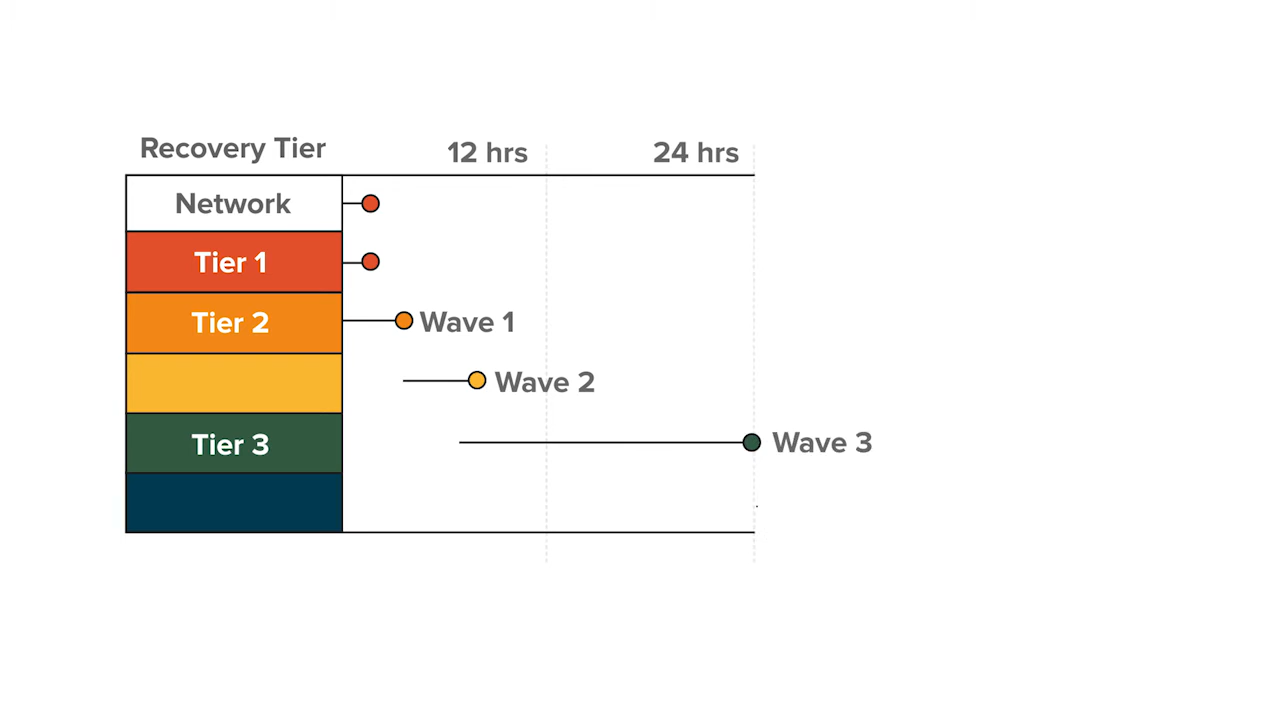 Recovery Tier
12 hrs
24 hrs
Network
Tier 1
Tier 2
Wave 1
Wave 2
Tier 3
Wave 3